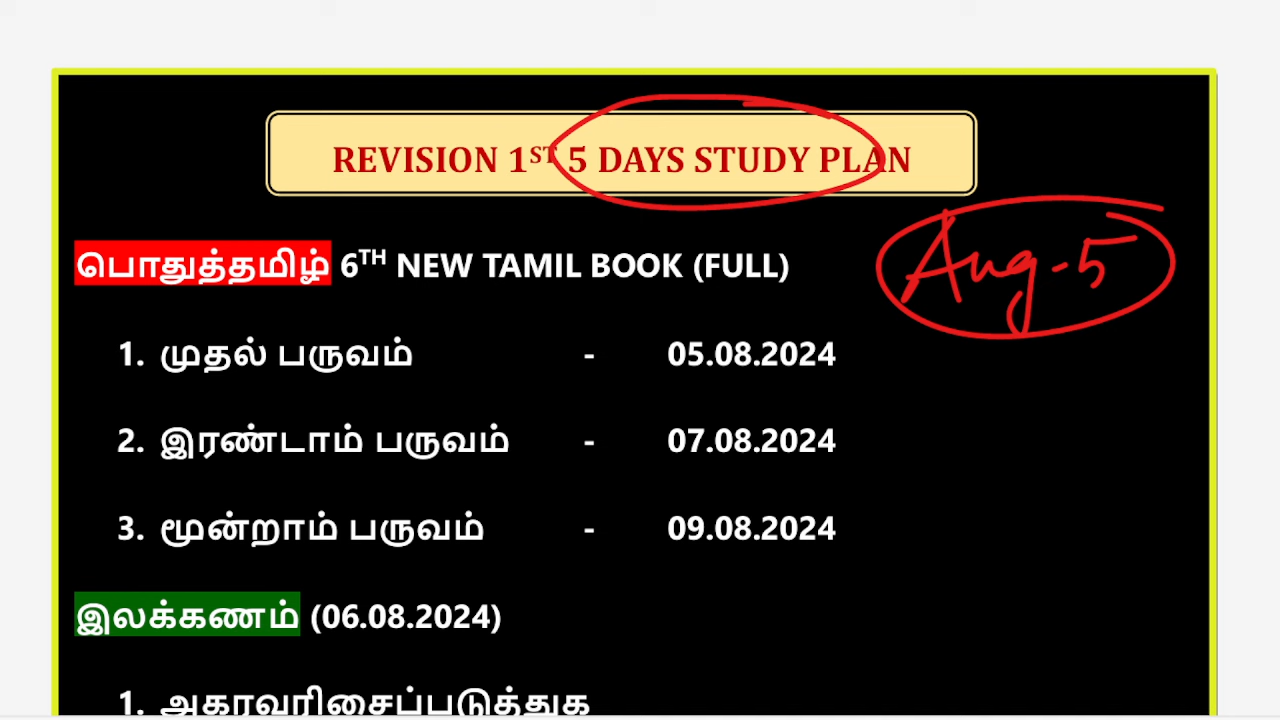 REVISION 1ST 5 DAYS STUDY PLAN
பொதுத்தமிழ் 6TH NEW TAMIL BOOK (FULL)
Aug-5
1. முதல் பருவம் - 05.08.2024
2. இரண்டாம் பருவம் - 07.08.2024
3. மூன்றாம் பருவம் - 09.08.2024
இலக்கணம் (06.08.2024)
1. அகரவரிசைப்படுத்துக